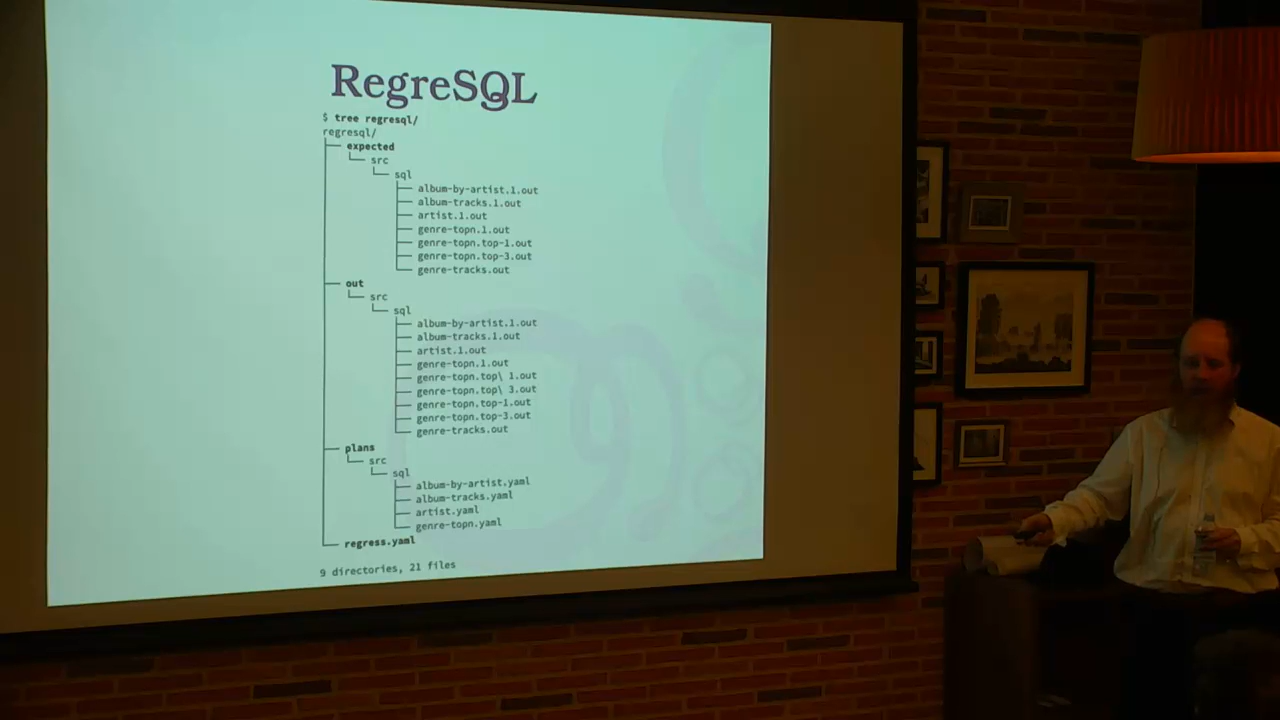 RegreSQL
$ tree regresql/
regresql/
├── expected
│   └── src
│       └── sql
│           ├── album-by-artist.1.out
│           ├── album-tracks.1.out
│           ├── artist.1.out
│           ├── genre-topn.1.out
│           ├── genre-topn.top-1.out
│           ├── genre-topn.top-3.out
│           └── genre-tracks.out
├── out
│   └── src
│       └── sql
│           ├── album-by-artist.1.out
│           ├── album-tracks.1.out
│           ├── artist.1.out
│           ├── genre-topn.1.out
│           ├── genre-topn.top\ 1.out
│           ├── genre-topn.top\ 3.out
│           ├── genre-topn.top-1.out
│           ├── genre-topn.top-3.out
│           └── genre-tracks.out
├── plans
│   └── src
│       └── sql
│           ├── album-by-artist.yaml
│           ├── album-tracks.yaml
│           ├── artist.yaml
│           └── genre-topn.yaml
└── regress.yaml
9 directories, 21 files